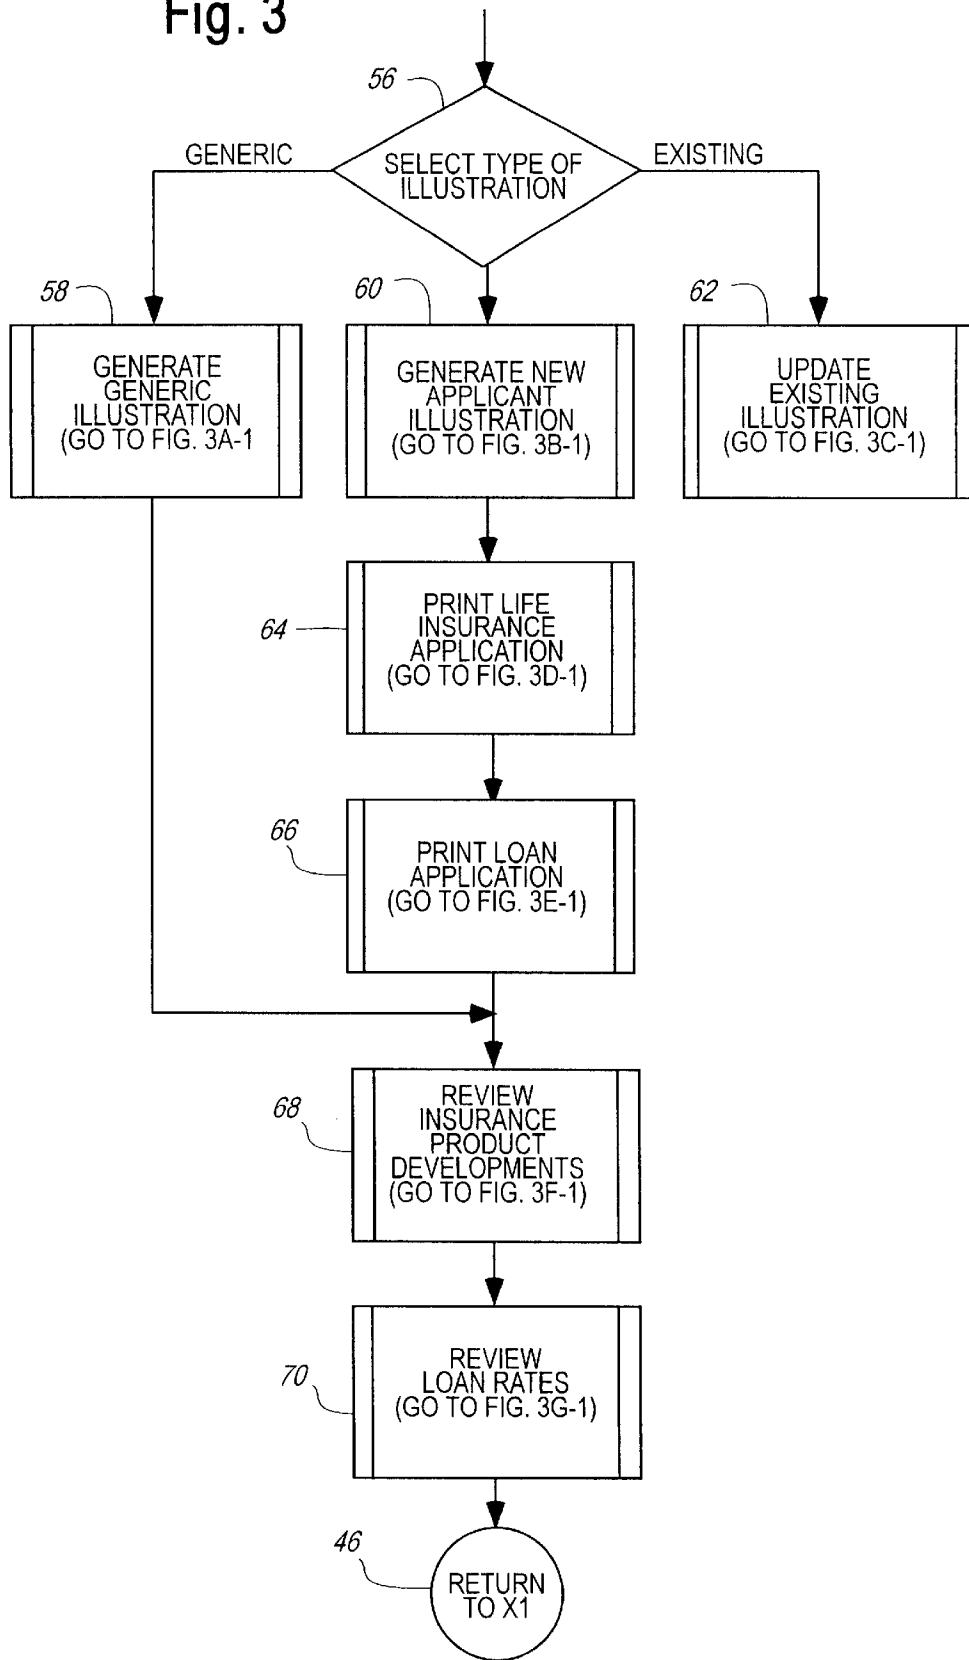 Fig. 3
56
GENERIC
SELECT TYPE OF
ILLUSTRATION
EXISTING
58
GENERATE
GENERIC
ILLUSTRATION
(GO TO FIG. 3A-1
60
GENERATE NEW
APPLICANT
ILLUSTRATION
(GO TO FIG. 3B-1)
62
UPDATE
EXISTING
ILLUSTRATION
(GO TO FIG. 3C-1)
64
PRINT LIFE
INSURANCE
APPLICATION
(GO TO FIG. 3D-1)
66
PRINT LOAN
APPLICATION
(GO TO FIG. 3E-1)
68
REVIEW
INSURANCE
PRODUCT
DEVELOPMENTS
(GO TO FIG. 3F-1)
70
REVIEW
LOAN RATES
(GO TO FIG. 3G-1)
46
RETURN
TO X1